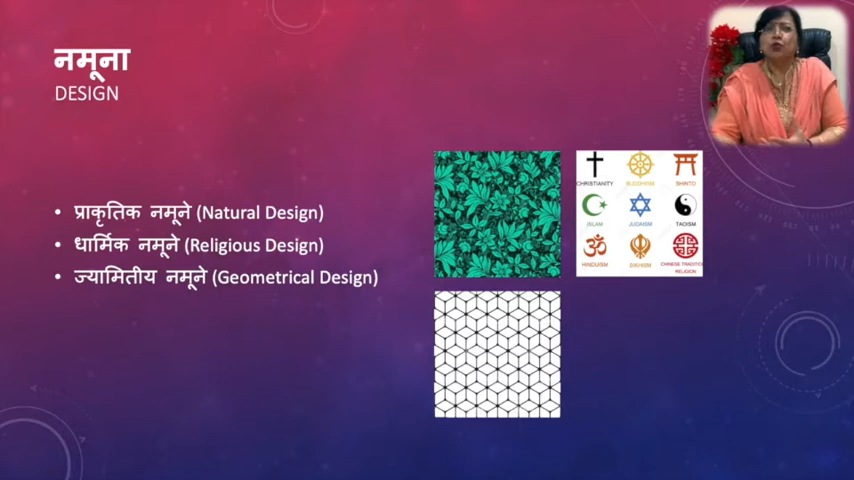 नमूना
DESIGN
• प्राकृतिक नमूने (Natural Design)
• धार्मिक नमूने (Religious Design)
• ज्यामितीय नमूने (Geometrical Design)
CHRISTIANITY BUDDHISM SHINTO
ISLAM JUDAISM TAOISM
HINDUISM SIKHISM CHINESE TRADITIO
RELIGION